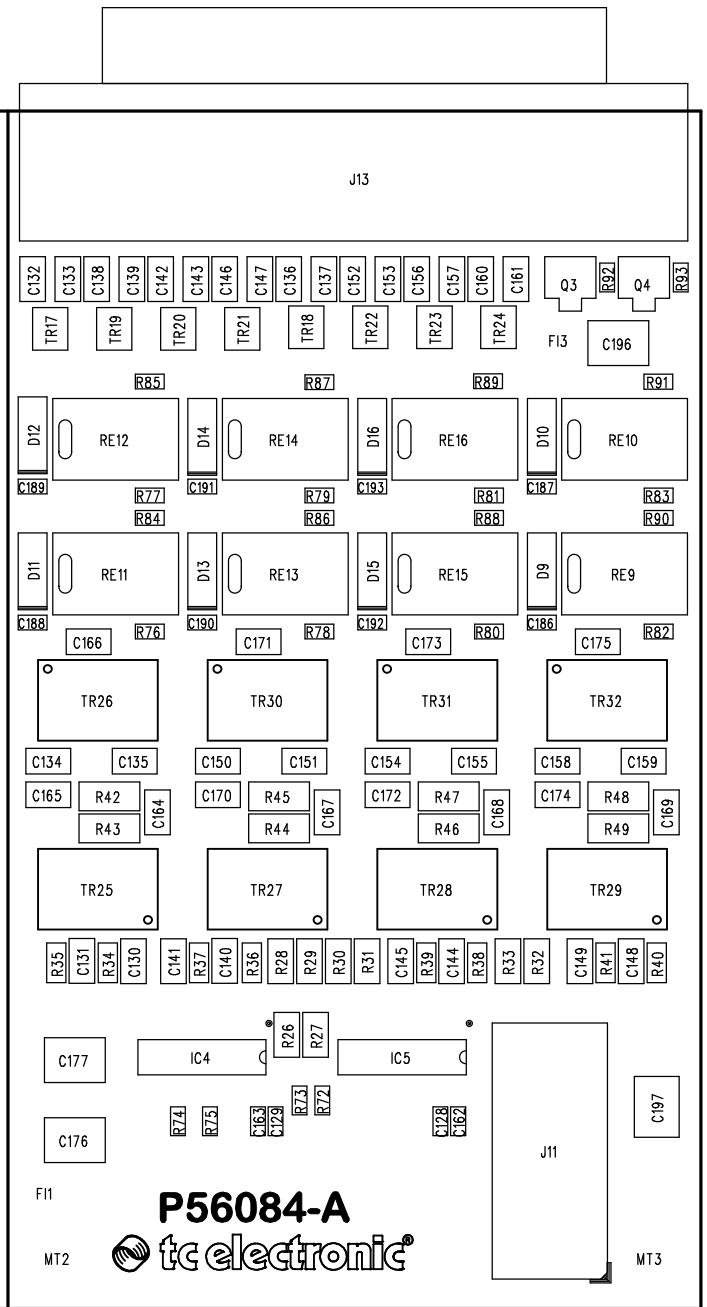 J13
C132 C133 C138 C139 C142 C143 C146 C147 C136 C137 C152 C153 C156 C157 C160 C161 Q3 R92 Q4 R93
TR17 TR19 TR20 TR21 TR18 TR22 TR23 TR24 FI3 C196
R85 R87 R89 R91
D12 RE12 D14 RE14 D16 RE16 D10 RE10
C189 R77 C191 R79 C193 R81 C187 R83
R84 R86 R88 R90
D11 RE11 D13 RE13 D15 RE15 D9 RE9
C188 R76 C190 R78 C192 R80 C186 R82
C166 C171 C173 C175
TR26 TR30 TR31 TR32
C134 C135 C150 C151 C154 C155 C158 C159
C165 R42 C164 C170 R45 C167 C172 R47 C168 C174 R48 C169
R43 R44 R46 R49
TR25 TR27 TR28 TR29
R35 C131 R34 C130 C141 R37 C140 R36 R28 R29 R30 R31 C145 R39 C144 R38 R33 R32 C149 R41 C148 R40
R26 R27
C177 IC4 IC5
R73 R72 C197
R74 R75 C163 C129 C128 C162
C176 J11
FI1 P56084-A
MT2 tc electronic® MT3